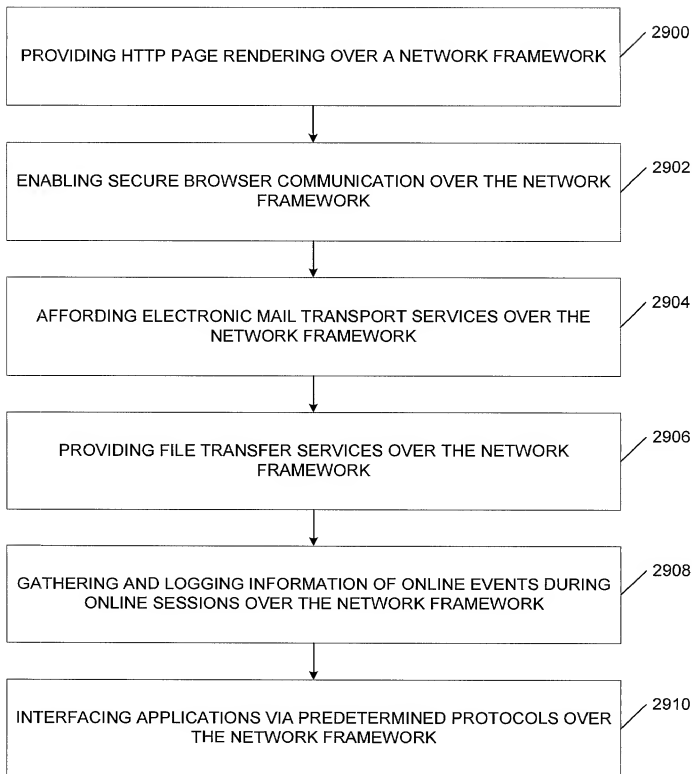 PROVIDING HTTP PAGE RENDERING OVER A NETWORK FRAMEWORK
2900
ENABLING SECURE BROWSER COMMUNICATION OVER THE NETWORK
FRAMEWORK
2902
AFFORDING ELECTRONIC MAIL TRANSPORT SERVICES OVER THE
NETWORK FRAMEWORK
2904
PROVIDING FILE TRANSFER SERVICES OVER THE NETWORK
FRAMEWORK
2906
GATHERING AND LOGGING INFORMATION OF ONLINE EVENTS DURING
ONLINE SESSIONS OVER THE NETWORK FRAMEWORK
2908
INTERFACING APPLICATIONS VIA PREDETERMINED PROTOCOLS OVER
THE NETWORK FRAMEWORK
2910